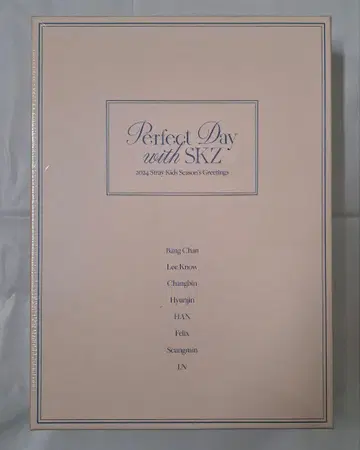 Perfect Day
with SKZ
2024 Stray Kids Season's Greetings
Bang Chan
Lee Know
Changbin
Hyunjin
HAN
Felix
Seungmin
I.N